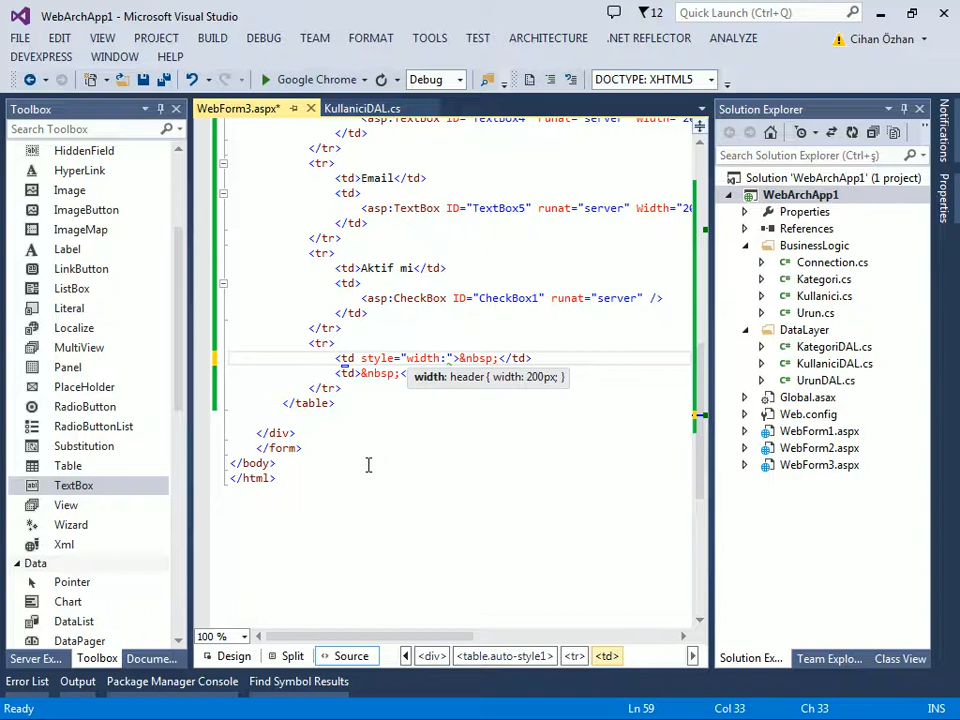 WebArchApp1 - Microsoft Visual Studio
12
Quick Launch (Ctrl+Q)
FILE EDIT VIEW PROJECT BUILD DEBUG TEAM FORMAT TOOLS TEST ARCHITECTURE .NET REFLECTOR ANALYZE
Cihan Özhan
DEVEXPRESS WINDOW HELP
Google Chrome
Debug
DOCTYPE: XHTML5
Toolbox
Search Toolbox
HiddenField
HyperLink
Image
ImageButton
ImageMap
Label
LinkButton
ListBox
Literal
Localize
MultiView
Panel
RadioButton
RadioButtonList
Substitution
Table
TextBox
View
Wizard
Xml
Data
Pointer
Chart
DataList
DataPager
Server Ex...
Toolbox
Docume...
WebForm3.aspx*
KullaniciDAL.cs
<asp:TextBox ID="TextBox4" runat="server" Width="20
</td>
</tr>
<tr>
<td>Email</td>
<td>
<asp:TextBox ID="TextBox5" runat="server" Width="20
</td>
</tr>
<tr>
<td>Aktif mi</td>
<td>
<asp:CheckBox ID="CheckBox1" runat="server" />
</td>
</tr>
<tr>
<td style="width:">&nbsp;</td>
<td>&nbsp;<
width: header { width: 200px; }
</tr>
</table>
</div>
</form>
</body>
</html>
100 %
Design
Split
Source
<div>
<table.auto-style1>
<tr>
<td>
Solution Explorer
Search Solution Explorer (Ctrl+ş)
Solution 'WebArchApp1' (1 project)
WebArchApp1
Properties
References
BusinessLogic
Connection.cs
Kategori.cs
Kullanici.cs
Urun.cs
DataLayer
KategoriDAL.cs
KullaniciDAL.cs
UrunDAL.cs
Global.asax
Web.config
WebForm1.aspx
WebForm2.aspx
WebForm3.aspx
Solution Ex...
Team Explo...
Class View
Notifications
Properties
Error List
Output
Package Manager Console
Find Symbol Results
Ready
Ln 59
Col 33
Ch 33
INS